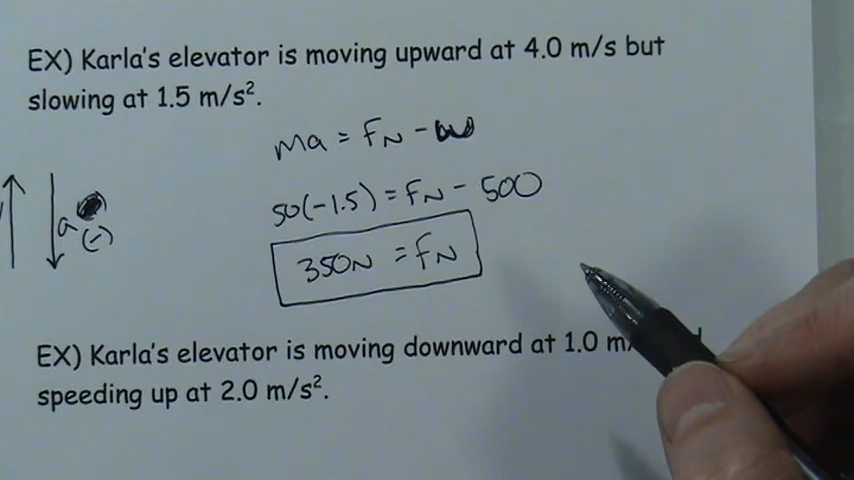 EX) Karla's elevator is moving upward at 4.0 m/s but
slowing at 1.5 m/s².
ma = FN - w
50(-1.5) = FN - 500
350N = FN
a
(-)
EX) Karla's elevator is moving downward at 1.0
speeding up at 2.0 m/s².